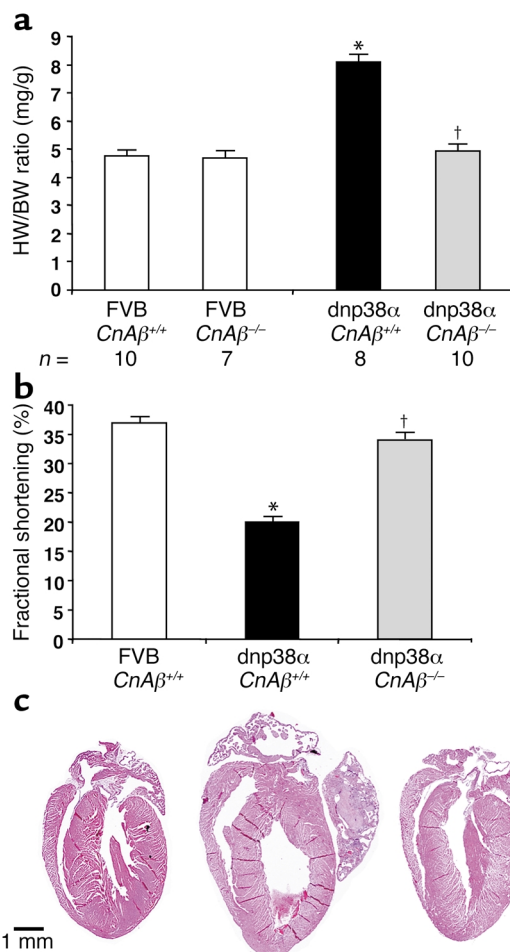 a
HW/BW ratio (mg/g)
9
8
7
6
5
4
3
2
1
0
*
†
FVB FVB dnp38α dnp38α
CnAβ+/+ CnAβ–/– CnAβ+/+ CnAβ–/–
n = 10 7 8 10
b
Fractional shortening (%)
40
35
30
25
20
15
10
5
0
*
†
FVB dnp38α dnp38α
CnAβ+/+ CnAβ+/+ CnAβ–/–
c
1 mm